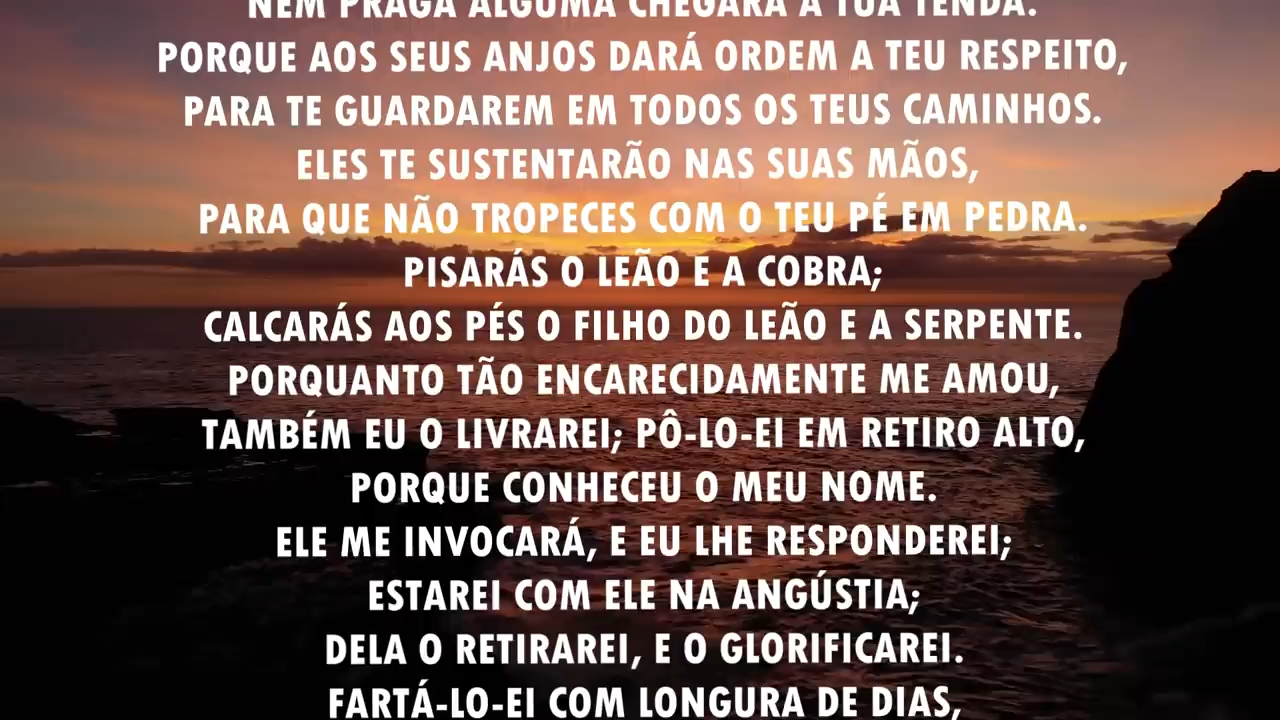 NEM PRAGA ALGUMA CHEGARÁ À TUA TENDA.
PORQUE AOS SEUS ANJOS DARÁ ORDEM A TEU RESPEITO,
PARA TE GUARDAREM EM TODOS OS TEUS CAMINHOS.
ELES TE SUSTENTARÃO NAS SUAS MÃOS,
PARA QUE NÃO TROPECES COM O TEU PÉ EM PEDRA.
PISARÁS O LEÃO E A COBRA;
CALCARÁS AOS PÉS O FILHO DO LEÃO E A SERPENTE.
PORQUANTO TÃO ENCARECIDAMENTE ME AMOU,
TAMBÉM EU O LIVRAREI; PÔ-LO-EI EM RETIRO ALTO,
PORQUE CONHECEU O MEU NOME.
ELE ME INVOCARÁ, E EU LHE RESPONDEREI;
ESTAREI COM ELE NA ANGÚSTIA;
DELA O RETIRAREI, E O GLORIFICAREI.
FARTÁ-LO-EI COM LONGURA DE DIAS,